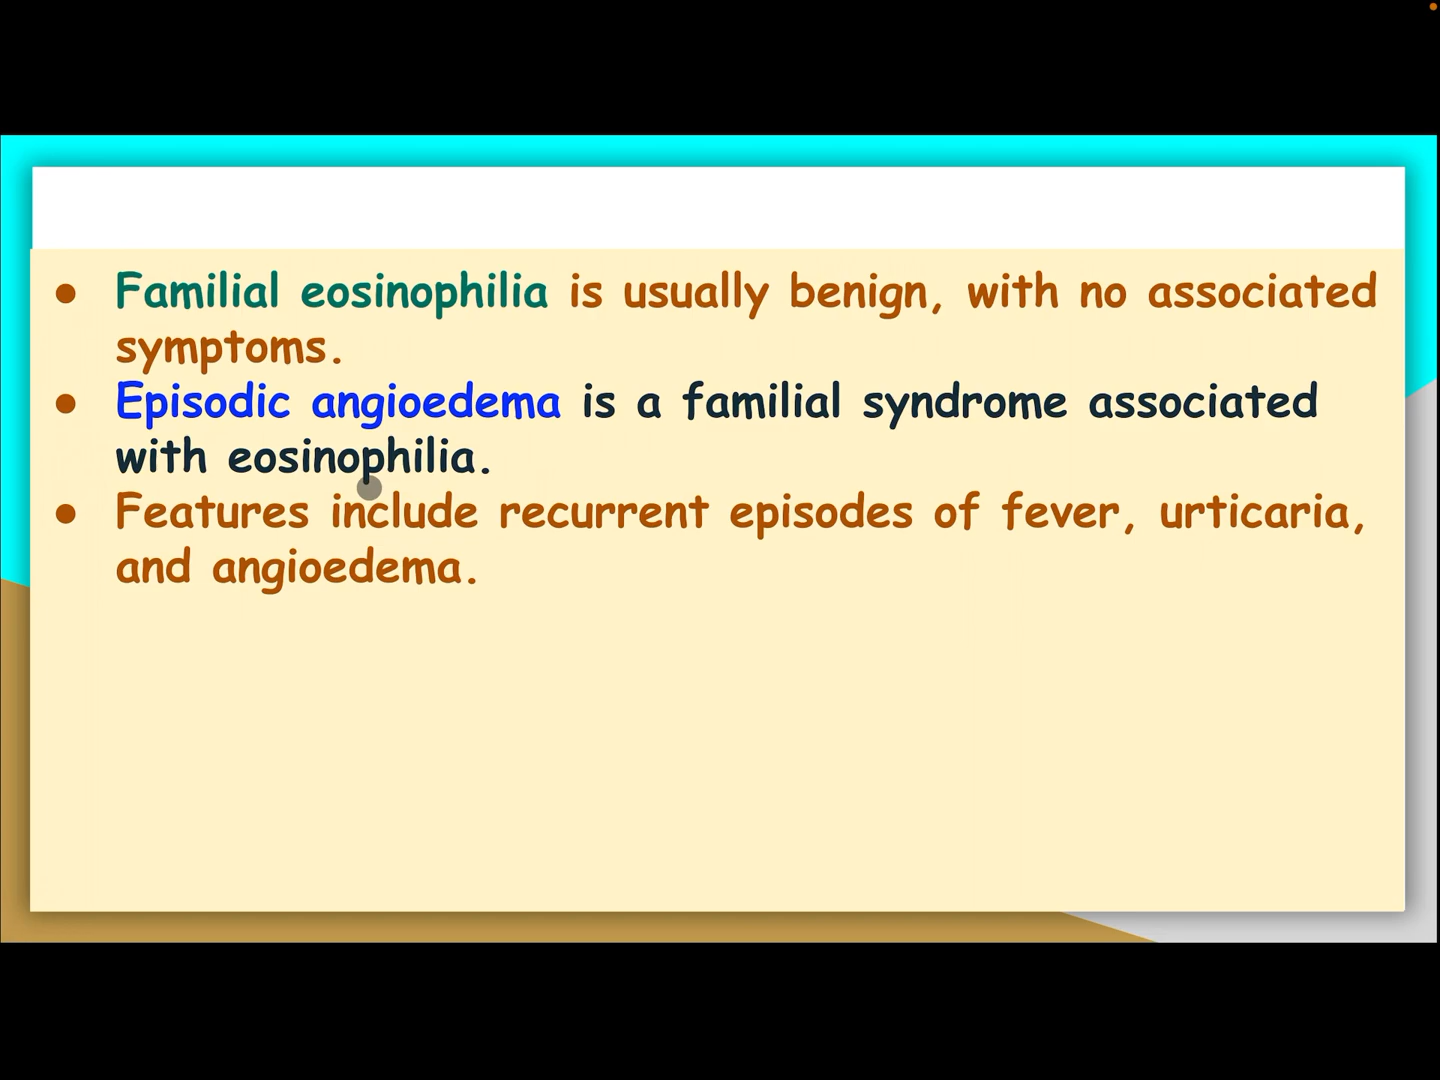 ● Familial eosinophilia is usually benign, with no associated
symptoms.
● Episodic angioedema is a familial syndrome associated
with eosinophilia.
● Features include recurrent episodes of fever, urticaria,
and angioedema.